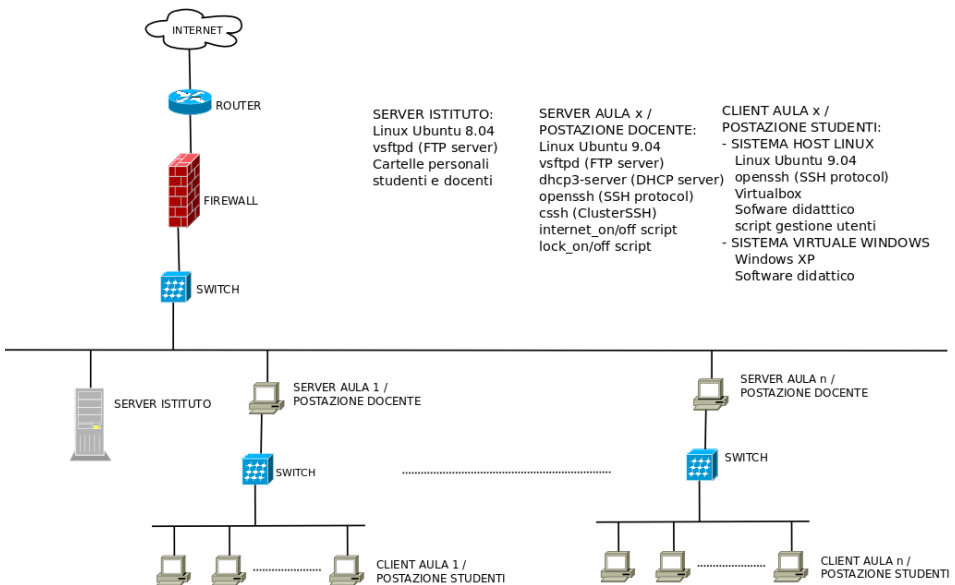 INTERNET
ROUTER
FIREWALL
SWITCH
SERVER ISTITUTO:
Linux Ubuntu 8.04
vsftpd (FTP server)
Cartelle personali
studenti e docenti
SERVER AULA x /
POSTAZIONE DOCENTE:
Linux Ubuntu 9.04
vsftpd (FTP server)
dhcp3-server (DHCP server)
openssh (SSH protocol)
cssh (ClusterSSH)
internet_on/off script
lock_on/off script
CLIENT AULA x /
POSTAZIONE STUDENTI:
- SISTEMA HOST LINUX
Linux Ubuntu 9.04
openssh (SSH protocol)
Virtualbox
Sofware didatttico
script gestione utenti
- SISTEMA VIRTUALE WINDOWS
Windows XP
Software didattico
SERVER ISTITUTO
SERVER AULA 1 /
POSTAZIONE DOCENTE
SERVER AULA n /
POSTAZIONE DOCENTE
SWITCH
SWITCH
CLIENT AULA 1 /
POSTAZIONE STUDENTI
CLIENT AULA n /
POSTAZIONE STUDENTI